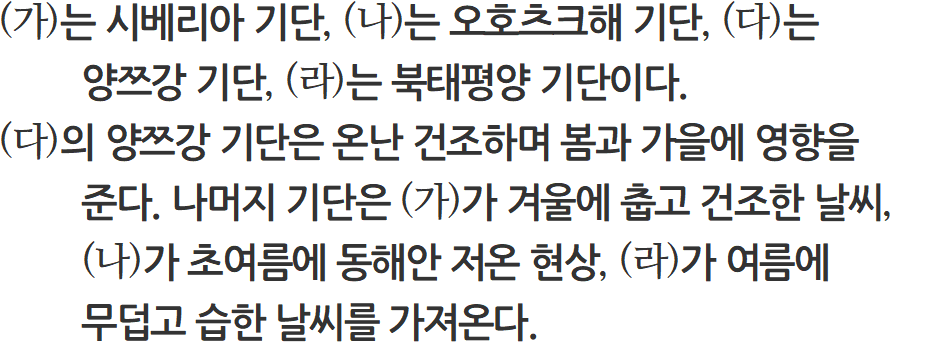 (가)는 시베리아 기단, (나)는 오호츠크해 기단, (다)는
양쯔강 기단, (라)는 북태평양 기단이다.
(다)의 양쯔강 기단은 온난 건조하며 봄과 가을에 영향을
준다. 나머지 기단은 (가)가 겨울에 춥고 건조한 날씨,
(나)가 초여름에 동해안 저온 현상, (라)가 여름에
무덥고 습한 날씨를 가져온다.